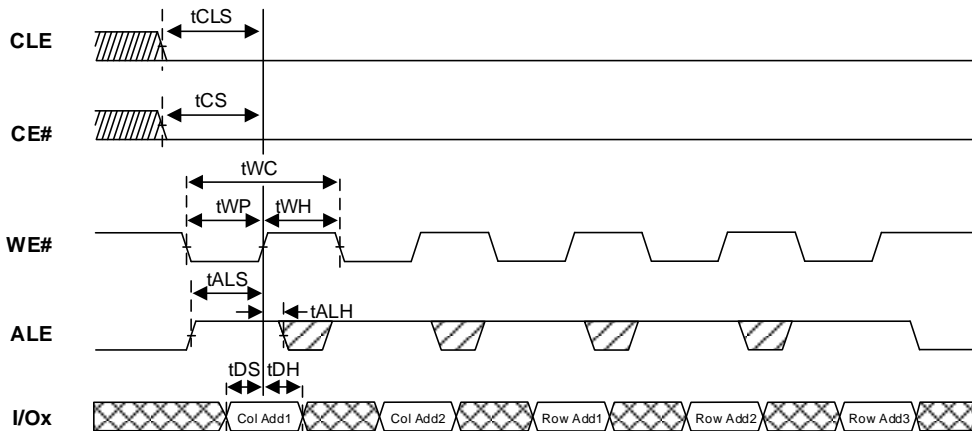 tCLS
CLE
tCS
CE#
tWC
tWP
tWH
WE#
tALS
tALH
ALE
tDS
tDH
I/Ox
Col Add1
Col Add2
Row Add1
Row Add2
Row Add3